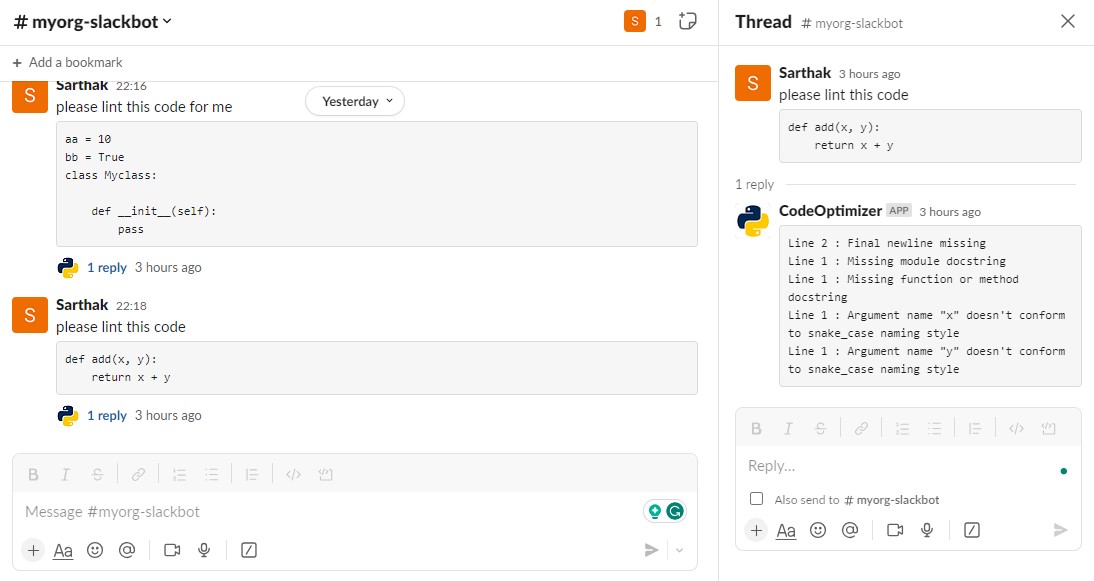 # myorg-slackbot
S 1
+ Add a bookmark
S
Sarthak 22:16
please lint this code for me
Yesterday
aa = 10
bb = True
class Myclass:
def __init__(self):
pass
1 reply 3 hours ago
S
Sarthak 22:18
please lint this code
def add(x, y):
return x + y
1 reply 3 hours ago
B I S
Message #myorg-slackbot
+ Aa
Thread # myorg-slackbot
S
Sarthak 3 hours ago
please lint this code
def add(x, y):
return x + y
1 reply
CodeOptimizer APP 3 hours ago
Line 2 : Final newline missing
Line 1 : Missing module docstring
Line 1 : Missing function or method
docstring
Line 1 : Argument name "x" doesn't conform
to snake_case naming style
Line 1 : Argument name "y" doesn't conform
to snake_case naming style
B I S
Reply...
Also send to # myorg-slackbot
+ Aa